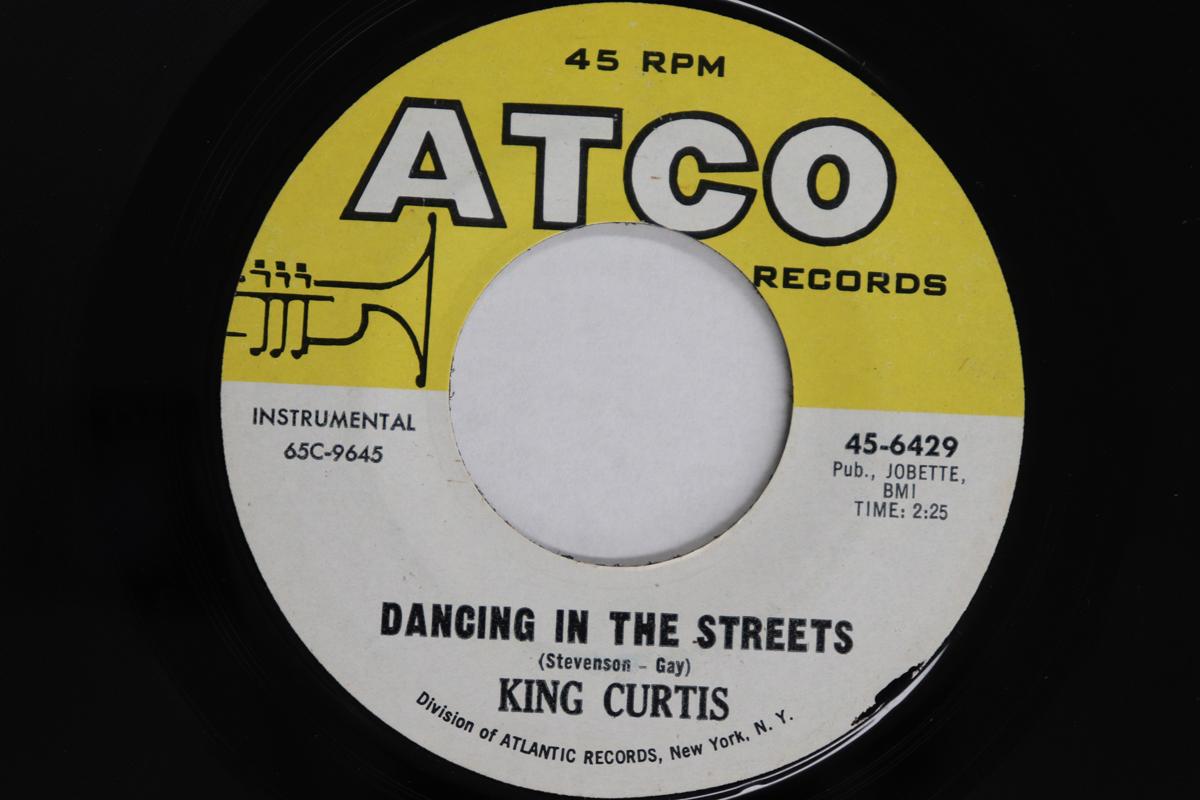 45 RPM
ATCO
RECORDS
INSTRUMENTAL
65C-9645
45-6429
Pub., JOBETTE,
BMI
TIME: 2:25
DANCING IN THE STREETS
(Stevenson - Gay)
KING CURTIS
Division of ATLANTIC RECORDS, New York, N. Y.